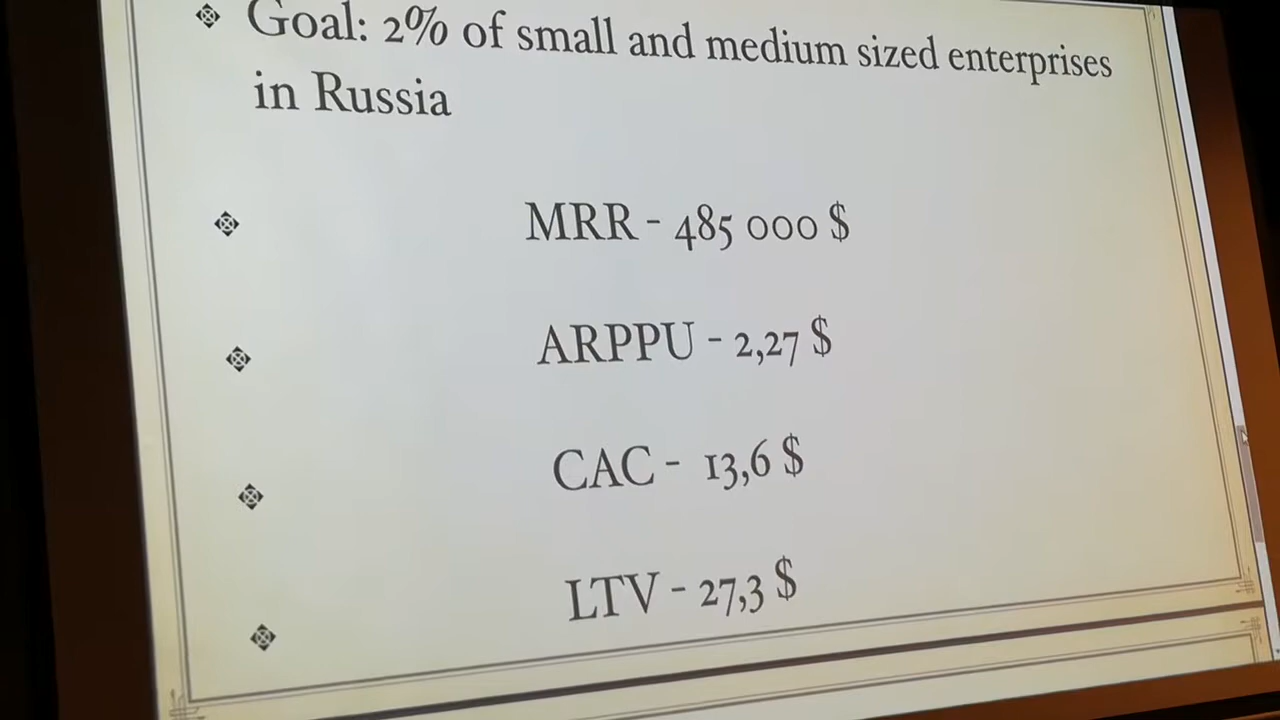 Goal: 2% of small and medium sized enterprises
in Russia
MRR - 485 000 $
ARPPU - 2,27 $
CAC - 13,6 $
LTV - 27,3 $